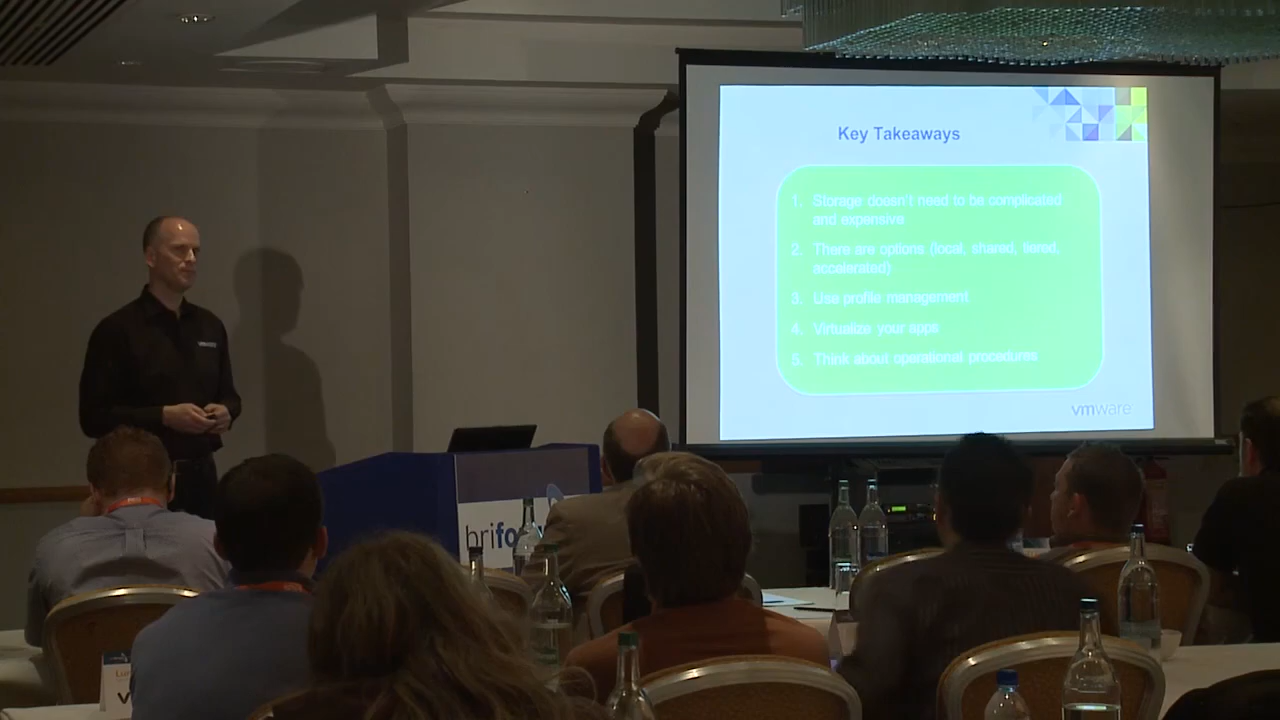 Key Takeaways
1. Storage doesn't need to be complicated
and expensive
2. There are options (local, shared, tiered,
accelerated)
3. Use profile management
4. Virtualize your apps
5. Think about operational procedures
vmware